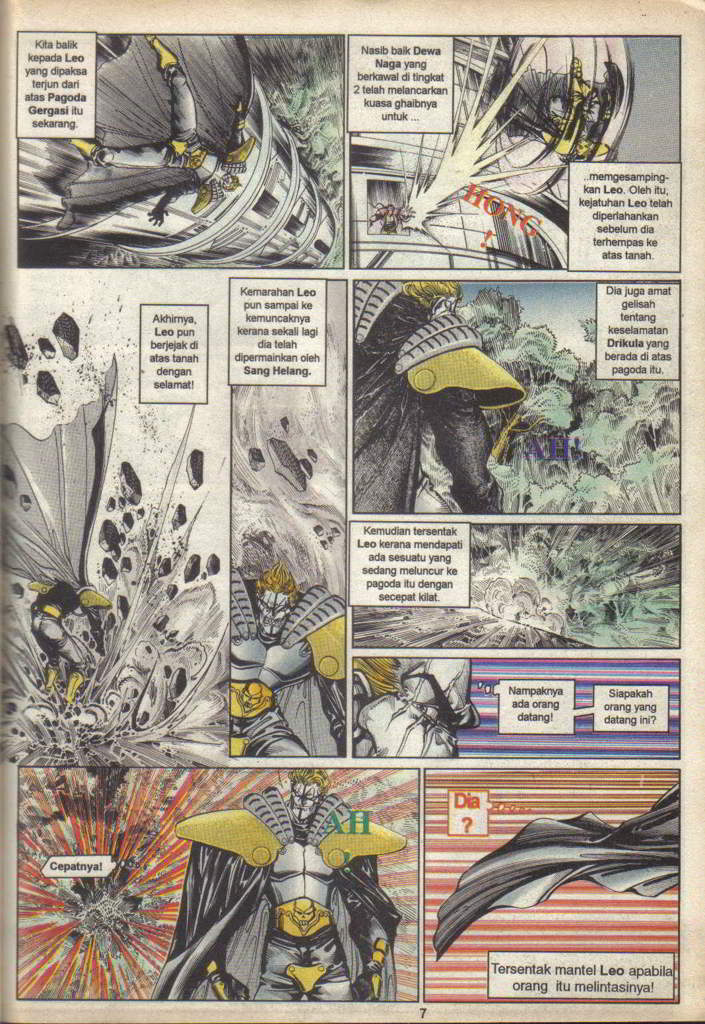 Kita balik
kepada Leo
yang dipaksa
terjun dari
atas Pagoda
Gergasi itu
sekarang.
Nasib baik Dewa
Naga yang
berkawal di tingkat
2 telah melancarkan
kuasa ghaibnya
untuk ...
HONG
!
..memgesamping-
kan Leo. Oleh itu,
kejatuhan Leo telah
diperlahankan
sebelum dia
terhempas ke
atas tanah.
Akhirnya,
Leo pun
berjejak di
atas tanah
dengan
selamat!
Kemarahan Leo
pun sampai ke
kemuncaknya
kerana sekali lagi
dia telah
dipermainkan oleh
Sang Helang.
Dia juga amat
gelisah
tentang
keselamatan
Drikula yang
berada di atas
pagoda itu.
AH!
Kemudian tersentak
Leo kerana mendapati
ada sesuatu yang
sedang meluncur ke
pagoda itu dengan
secepat kilat.
Nampaknya
ada orang
datang!
Siapakah
orang yang
datang ini?
Cepatnya!
AH
!
Dia
?
Tersentak mantel Leo apabila
orang itu melintasinya!
7